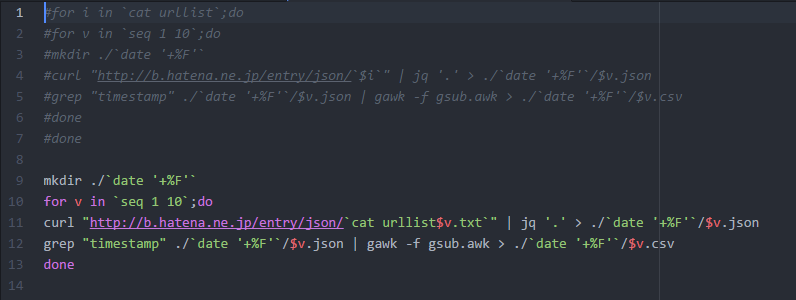 1 #for i in `cat urllist`;do
2 #for v in `seq 1 10`;do
3 #mkdir ./`date '+%F'`
4 #curl "http://b.hatena.ne.jp/entry/json/`$i`" | jq '.' > ./`date '+%F'`/$v.json
5 #grep "timestamp" ./`date '+%F'`/$v.json | gawk -f gsub.awk > ./`date '+%F'`/$v.csv
6 #done
7 #done
8
9 mkdir ./`date '+%F'`
10 for v in `seq 1 10`;do
11 curl "http://b.hatena.ne.jp/entry/json/`cat urllist$v.txt`" | jq '.' > ./`date '+%F'`/$v.json
12 grep "timestamp" ./`date '+%F'`/$v.json | gawk -f gsub.awk > ./`date '+%F'`/$v.csv
13 done
14